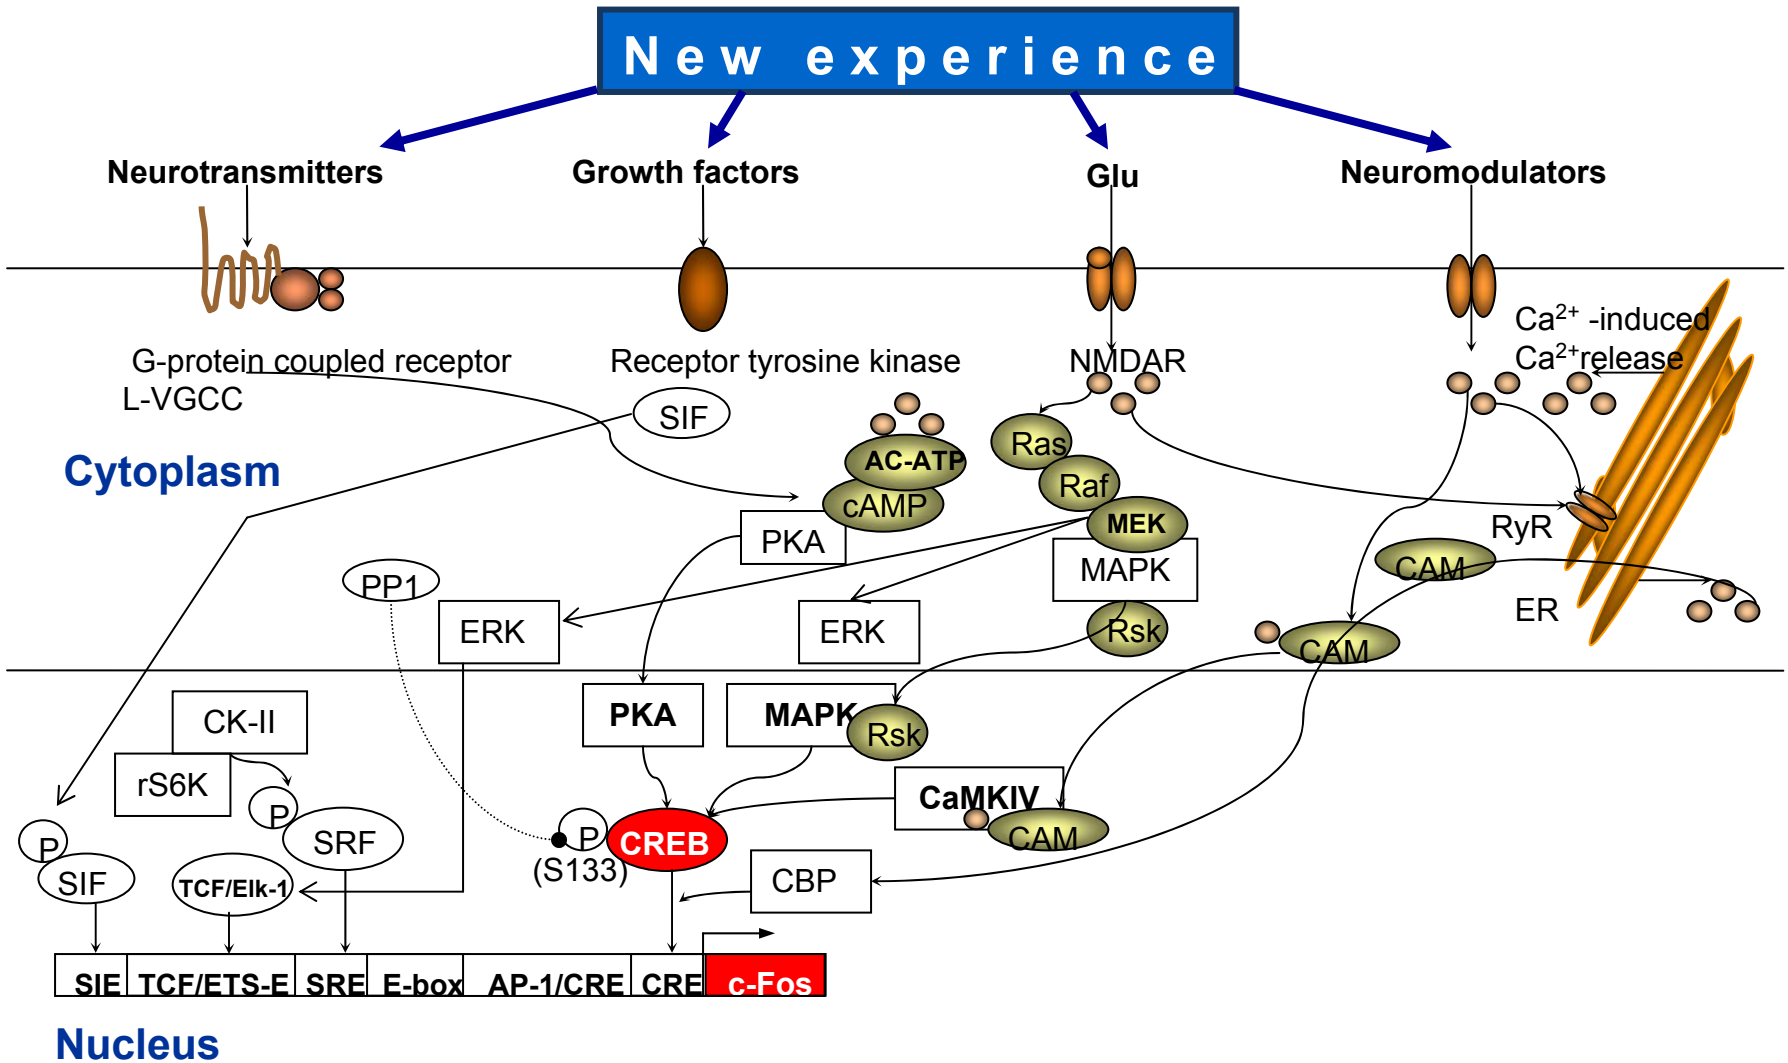 New experience
Neurotransmitters
Growth factors
Glu
Neuromodulators
Ca2+ -induced
Ca2+release
G-protein coupled receptor
L-VGCC
Receptor tyrosine kinase
NMDAR
SIF
Cytoplasm
AC-ATP
cAMP
PKA
Ras
Raf
MEK
MAPK
Rsk
RyR
CAM
ER
CAM
PP1
ERK
ERK
CK-II
rS6K
PKA
MAPK
Rsk
P
SRF
P
SIF
TCF/Elk-1
P
CREB
(S133)
CaMKIV
CAM
CBP
SIE
TCF/ETS-E
SRE
E-box
AP-1/CRE
CRE
c-Fos
Nucleus